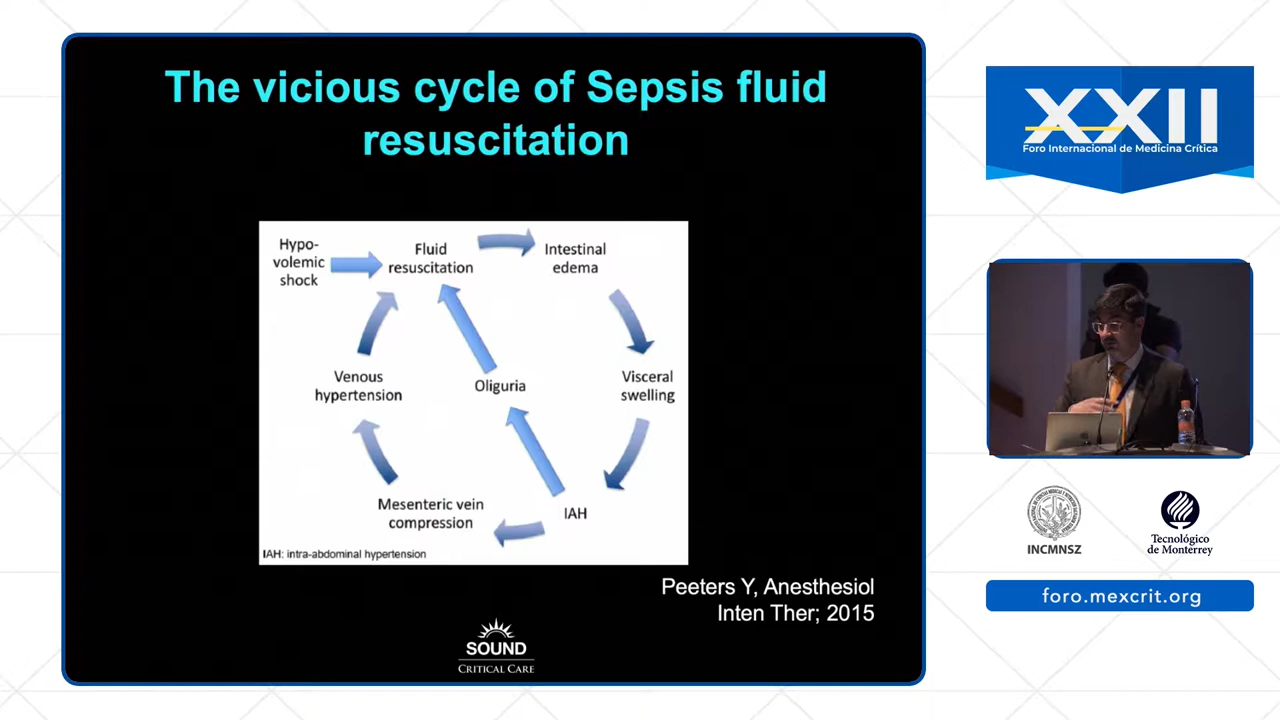 The vicious cycle of Sepsis fluid
resuscitation
Hypo-
volemic
shock
Fluid
resuscitation
Intestinal
edema
Venous
hypertension
Oliguria
Visceral
swelling
Mesenteric vein
compression
IAH
IAH: intra-abdominal hypertension
Peeters Y, Anesthesiol
Inten Ther; 2015
SOUND
CRITICAL CARE
XXII
Foro Internacional de Medicina Crítica
INCMNSZ
Tecnológico
de Monterrey
foro.mexcrit.org